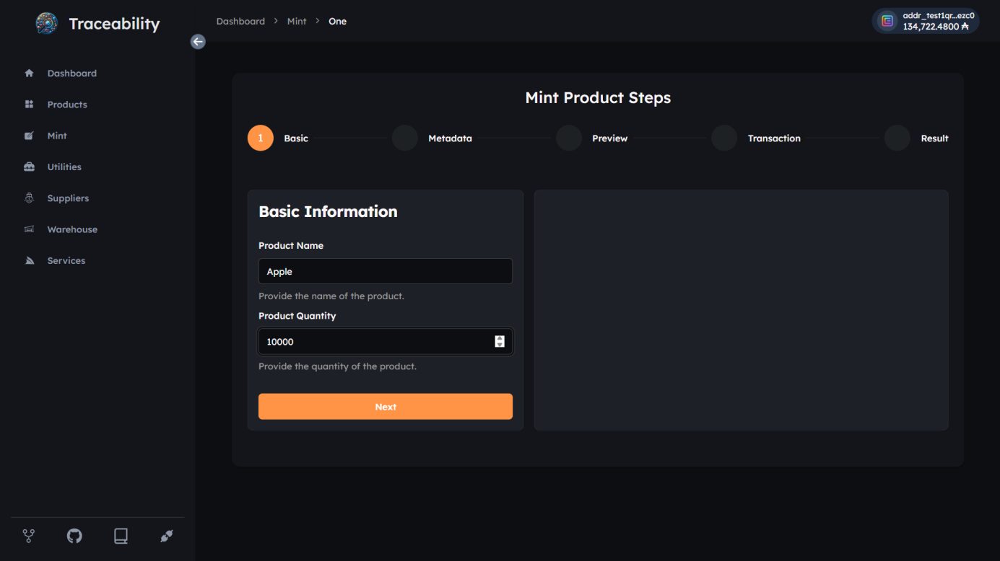 Traceability
Dashboard > Mint > One
addr_test1qr...ezc0
134,722.4800 ₳
Dashboard
Products
Mint
Utilities
Suppliers
Warehouse
Services
Mint Product Steps
1 Basic Metadata Preview Transaction Result
Basic Information
Product Name
Apple
Provide the name of the product.
Product Quantity
10000
Provide the quantity of the product.
Next